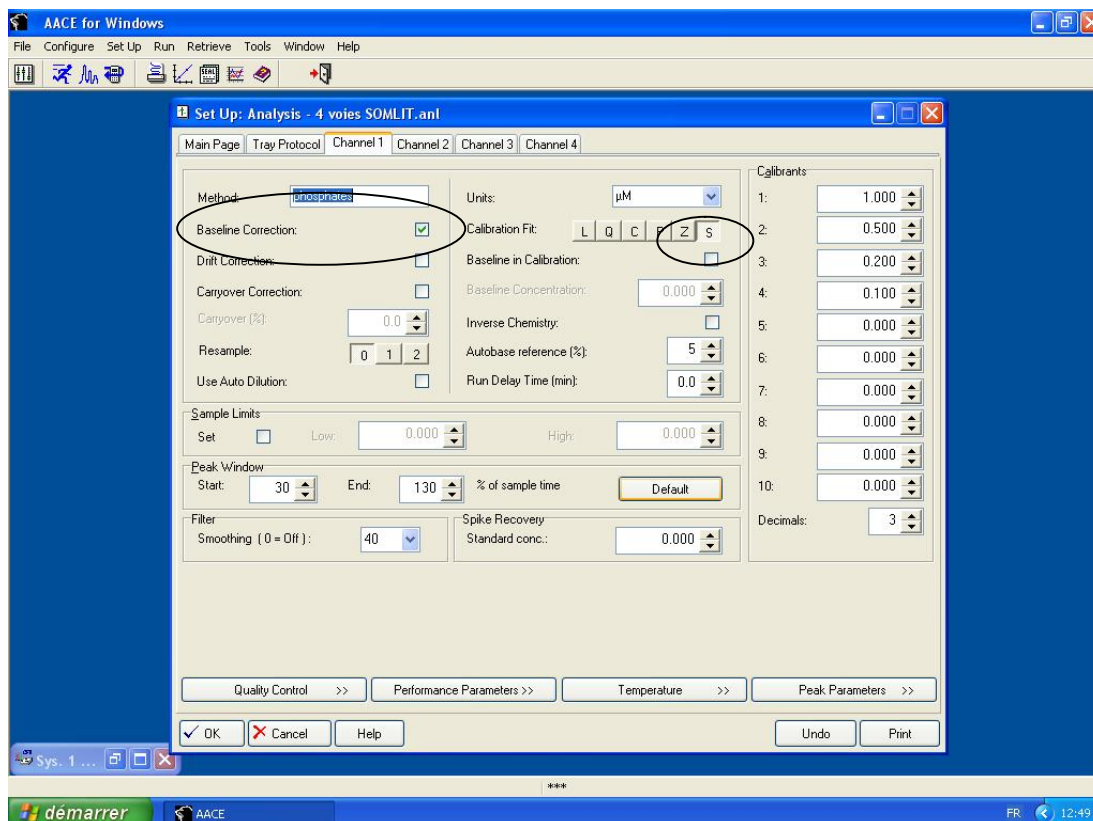 AACE for Windows
File Configure Set Up Run Retrieve Tools Window Help
SEAL
Set Up: Analysis - 4 voies SOMLIT.anl
Main Page Tray Protocol Channel 1 Channel 2 Channel 3 Channel 4
Method: phosphates
Baseline Correction:
Drift Correction:
Carryover Correction:
Carryover (%): 0.0
Resample: 0 1 2
Use Auto Dilution:
Units: µM
Calibration Fit: L Q C F Z S
Baseline in Calibration:
Baseline Concentration: 0.000
Inverse Chemistry:
Autobase reference (%): 5
Run Delay Time (min): 0.0
Calibrants
1: 1.000
2: 0.500
3: 0.200
4: 0.100
5: 0.000
6: 0.000
7: 0.000
8: 0.000
9: 0.000
10: 0.000
Decimals: 3
Sample Limits
Set Low: 0.000 High: 0.000
Peak Window
Start: 30 End: 130 % of sample time Default
Filter
Smoothing ( 0 = Off ) : 40
Spike Recovery
Standard conc.: 0.000
Quality Control >> Performance Parameters >> Temperature >> Peak Parameters >>
OK Cancel Help Undo Print
Sys. 1 ...
***
démarrer AACE FR 12:49